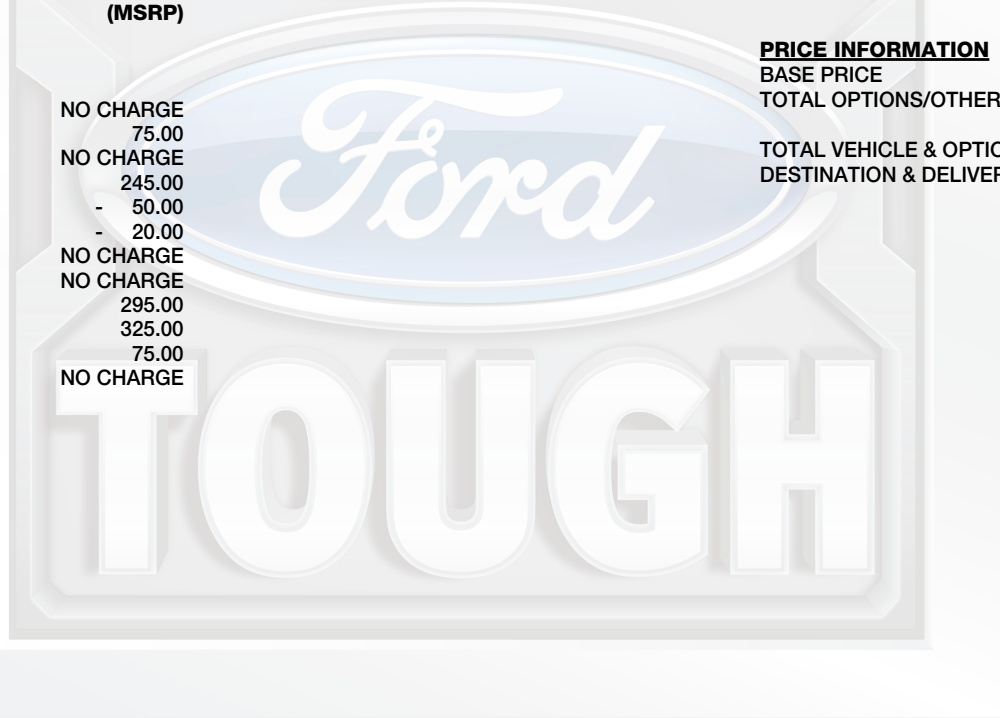 (MSRP)
NO CHARGE
75.00
NO CHARGE
245.00
- 50.00
- 20.00
NO CHARGE
NO CHARGE
295.00
325.00
75.00
NO CHARGE
PRICE INFORMATION
BASE PRICE
TOTAL OPTIONS/OTHER
TOTAL VEHICLE & OPTIO
DESTINATION & DELIVER
Ford
TOUGH